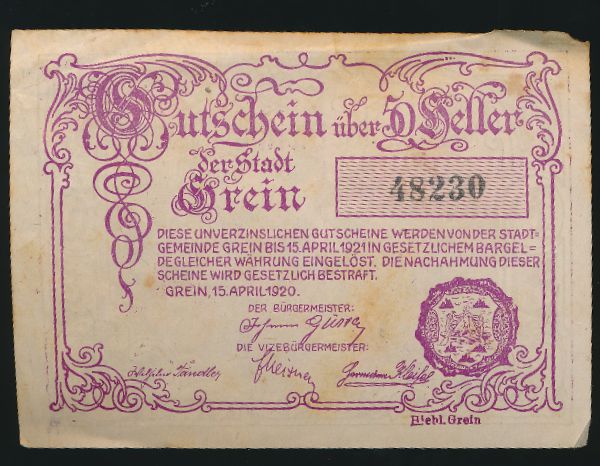 Gutschein über 50 Heller
der Stadt
Grein
48230
DIESE UNVERZINSLICHEN GUTSCHEINE WERDEN VON DER STADT=
GEMEINDE GREIN BIS 15. APRIL 1921 IN GESETZLICHEM BARGEL=
DE GLEICHER WÄHRUNG EINGELÖST. DIE NACHAHMUNG DIESER
SCHEINE WIRD GESETZLICH BESTRAFT.
GREIN, 15. APRIL 1920.
DER BÜRGERMEISTER:
DIE VIZEBÜRGERMEISTER:
Hiebl. Grein